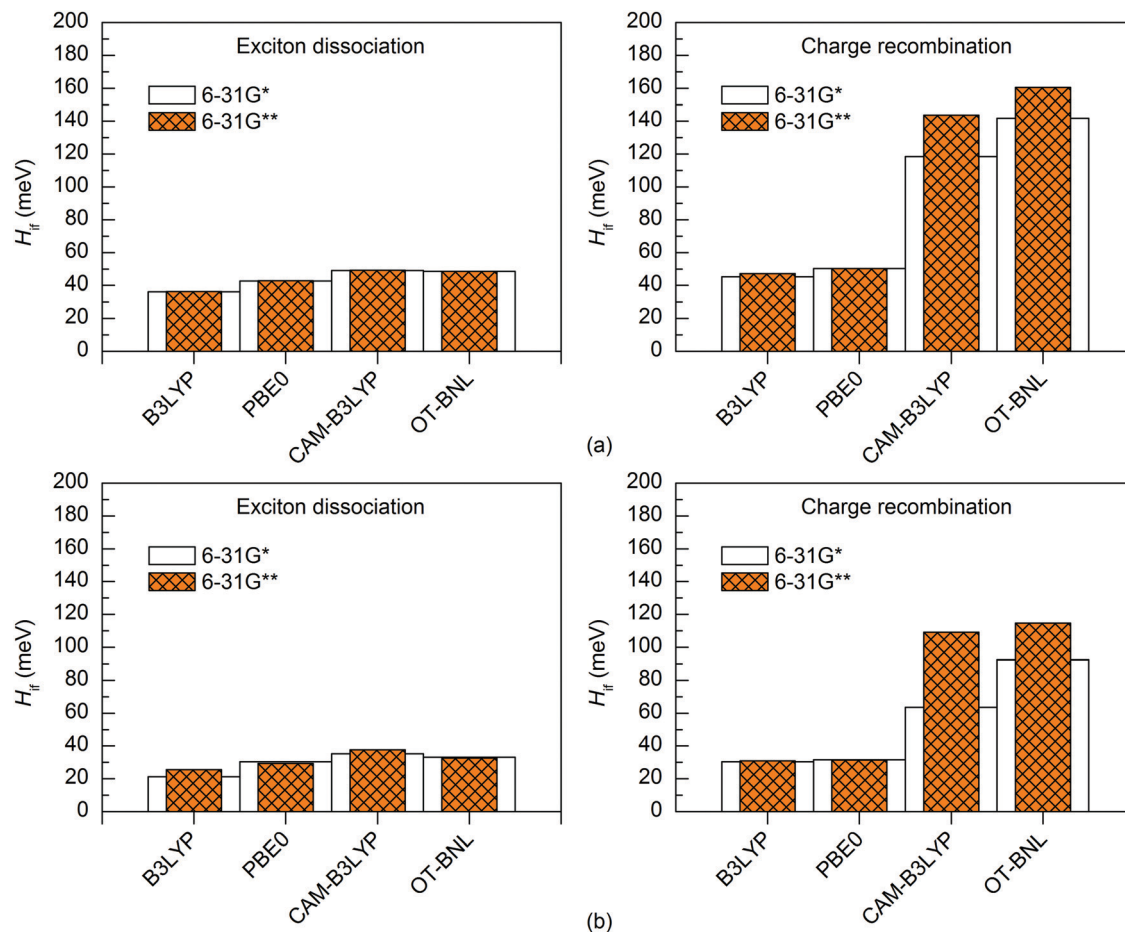 Exciton dissociation
6-31G*
6-31G**
200
180
160
140
120
100
80
60
40
20
0
H_if (meV)
B3LYP
PBE0
CAM-B3LYP
OT-BNL
Charge recombination
6-31G*
6-31G**
200
180
160
140
120
100
80
60
40
20
0
H_if (meV)
B3LYP
PBE0
CAM-B3LYP
OT-BNL
(a)
Exciton dissociation
6-31G*
6-31G**
200
180
160
140
120
100
80
60
40
20
0
H_if (meV)
B3LYP
PBE0
CAM-B3LYP
OT-BNL
Charge recombination
6-31G*
6-31G**
200
180
160
140
120
100
80
60
40
20
0
H_if (meV)
B3LYP
PBE0
CAM-B3LYP
OT-BNL
(b)